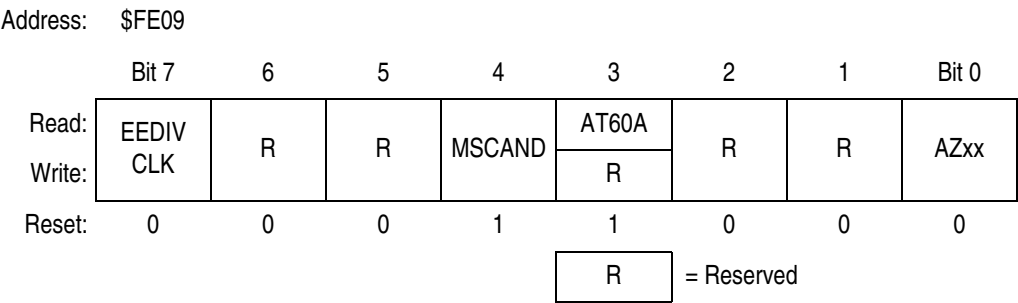 Address: $FE09
Bit 7 6 5 4 3 2 1 Bit 0
Read: EEDIV CLK R R MSCAND AT60A R R AZxx
Write: R
Reset: 0 0 0 1 1 0 0 0
R = Reserved